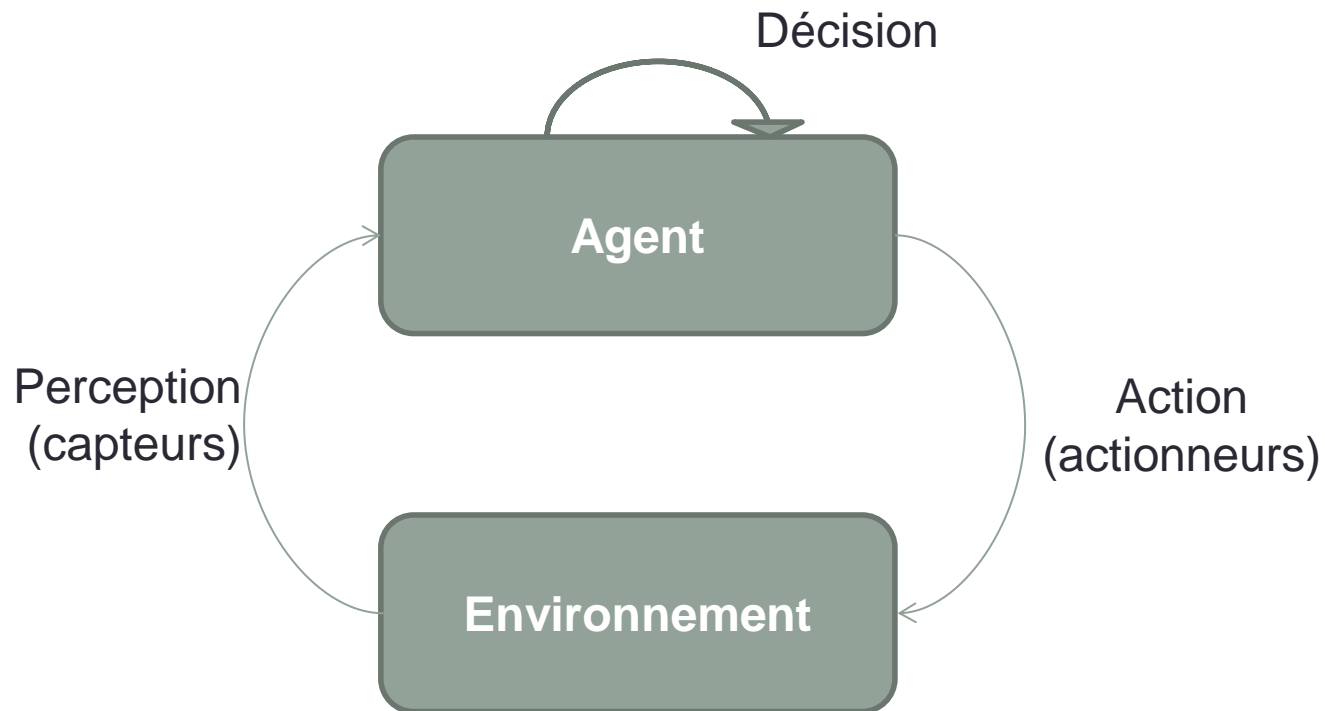 Décision
Agent
Perception
(capteurs)
Action
(actionneurs)
Environnement